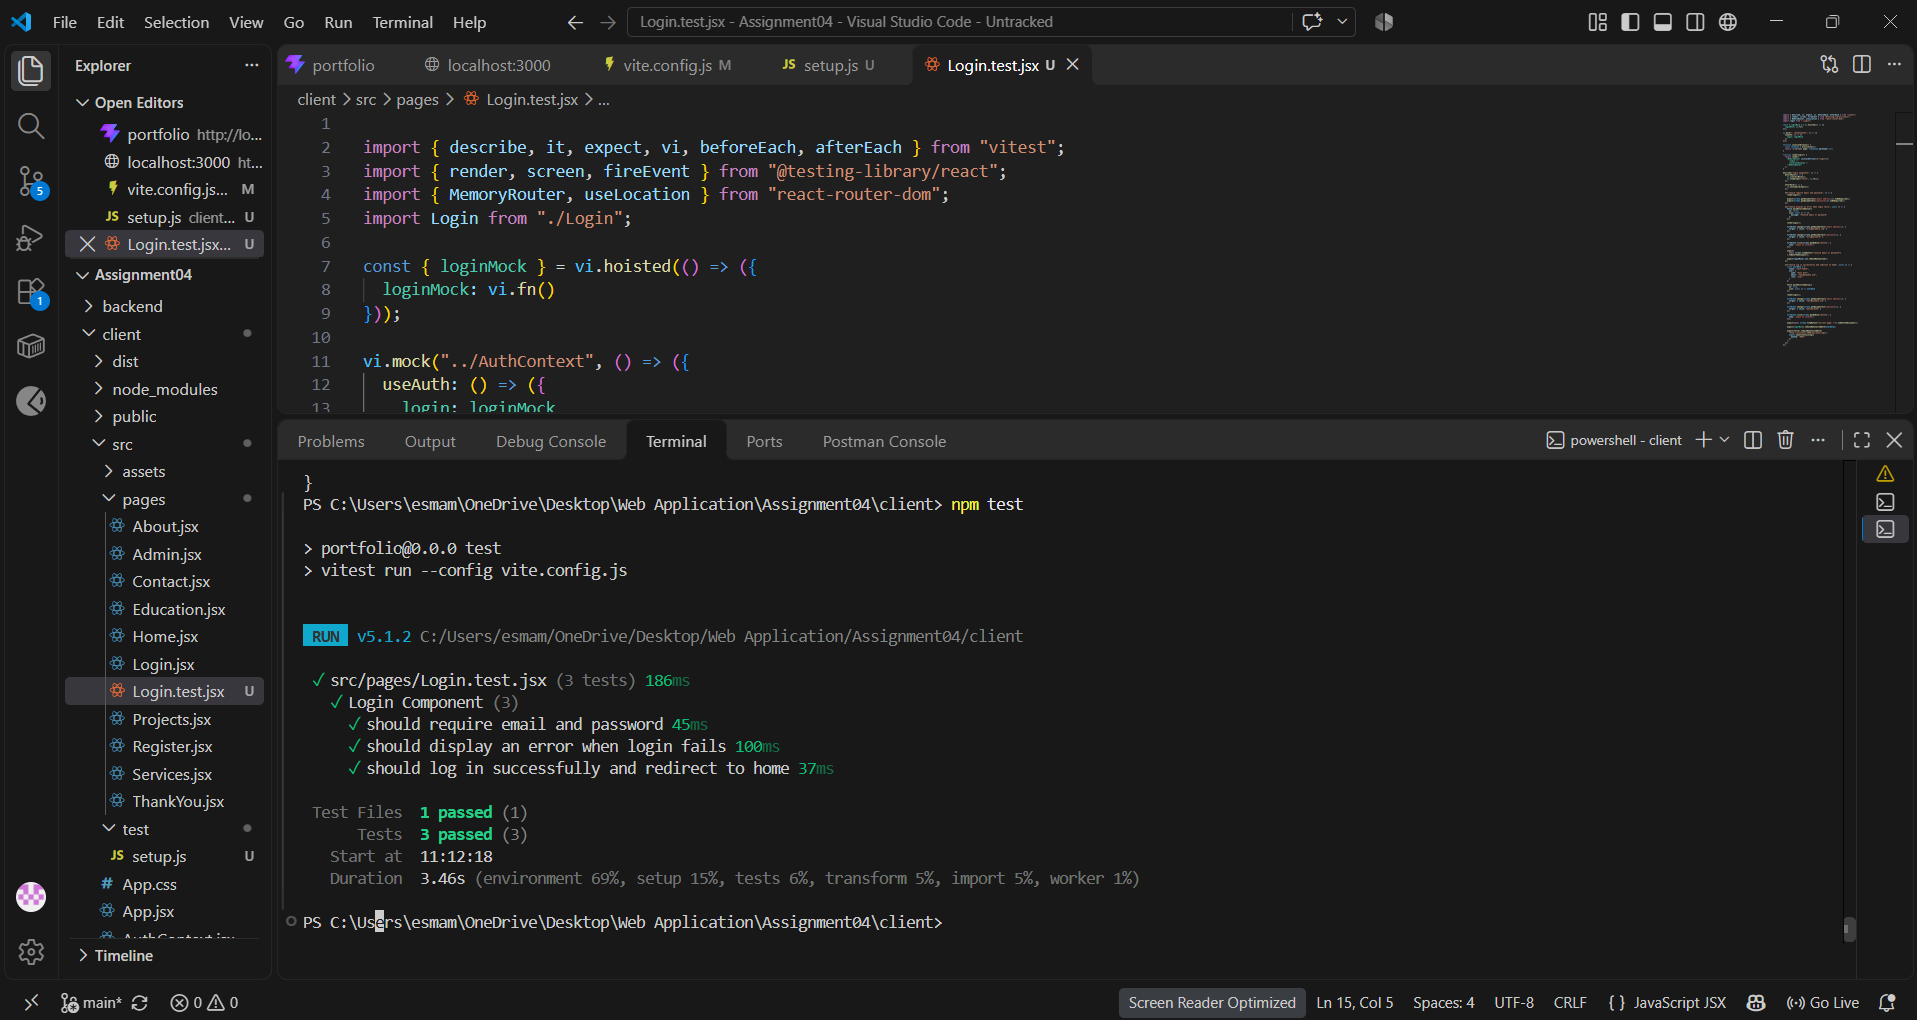 File Edit Selection View Go Run Terminal Help
Login.test.jsx - Assignment04 - Visual Studio Code - Untracked
Explorer
Open Editors
portfolio http://lo...
localhost:3000 ht...
vite.config.js... M
JS setup.js client... U
Login.test.jsx... U
Assignment04
backend
client
dist
node_modules
public
src
assets
pages
About.jsx
Admin.jsx
Contact.jsx
Education.jsx
Home.jsx
Login.jsx
Login.test.jsx U
Projects.jsx
Register.jsx
Services.jsx
ThankYou.jsx
test
JS setup.js U
# App.css
App.jsx
AuthContext.jsx
Timeline
5
1
portfolio
localhost:3000
vite.config.js M
JS setup.js U
Login.test.jsx U
client > src > pages > Login.test.jsx > ...
1
2 import { describe, it, expect, vi, beforeEach, afterEach } from "vitest";
3 import { render, screen, fireEvent } from "@testing-library/react";
4 import { MemoryRouter, useLocation } from "react-router-dom";
5 import Login from "./Login";
6
7 const { loginMock } = vi.hoisted(() => ({
8 loginMock: vi.fn()
9 }));
10
11 vi.mock("../AuthContext", () => ({
12 useAuth: () => ({
13 login: loginMock
Problems Output Debug Console Terminal Ports Postman Console
powershell - client
}
PS C:\Users\esmam\OneDrive\Desktop\Web Application\Assignment04\client> npm test
> portfolio@0.0.0 test
> vitest run --config vite.config.js
RUN v5.1.2 C:/Users/esmam/OneDrive/Desktop/Web Application/Assignment04/client
✓ src/pages/Login.test.jsx (3 tests) 186ms
✓ Login Component (3)
✓ should require email and password 45ms
✓ should display an error when login fails 100ms
✓ should log in successfully and redirect to home 37ms
Test Files 1 passed (1)
Tests 3 passed (3)
Start at 11:12:18
Duration 3.46s (environment 69%, setup 15%, tests 6%, transform 5%, import 5%, worker 1%)
PS C:\Users\esmam\OneDrive\Desktop\Web Application\Assignment04\client>
main* 0 0
Screen Reader Optimized Ln 15, Col 5 Spaces: 4 UTF-8 CRLF { } JavaScript JSX Go Live